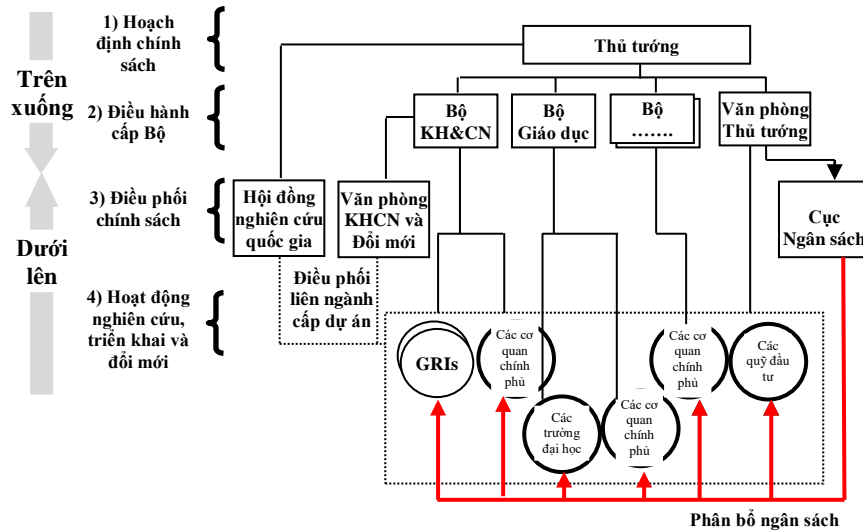 1) Hoạch
định chính
sách
Thủ tướng
Trên
xuống
2) Điều hành
cấp Bộ
Bộ
KH&CN
Bộ
Giáo dục
Bộ
…….
Văn phòng
Thủ tướng
3) Điều phối
chính sách
Hội đồng
nghiên cứu
quốc gia
Văn phòng
KHCN và
Đổi mới
Cục
Ngân sách
Dưới
lên
Điều phối
liên ngành
cấp dự án
4) Hoạt động
nghiên cứu,
triển khai và
đổi mới
GRIs
Các cơ
quan chính
phủ
Các
trường
đại học
Các cơ
quan chính
phủ
Các cơ
quan chính
phủ
Các
quỹ đầu
tư
Phân bổ ngân sách